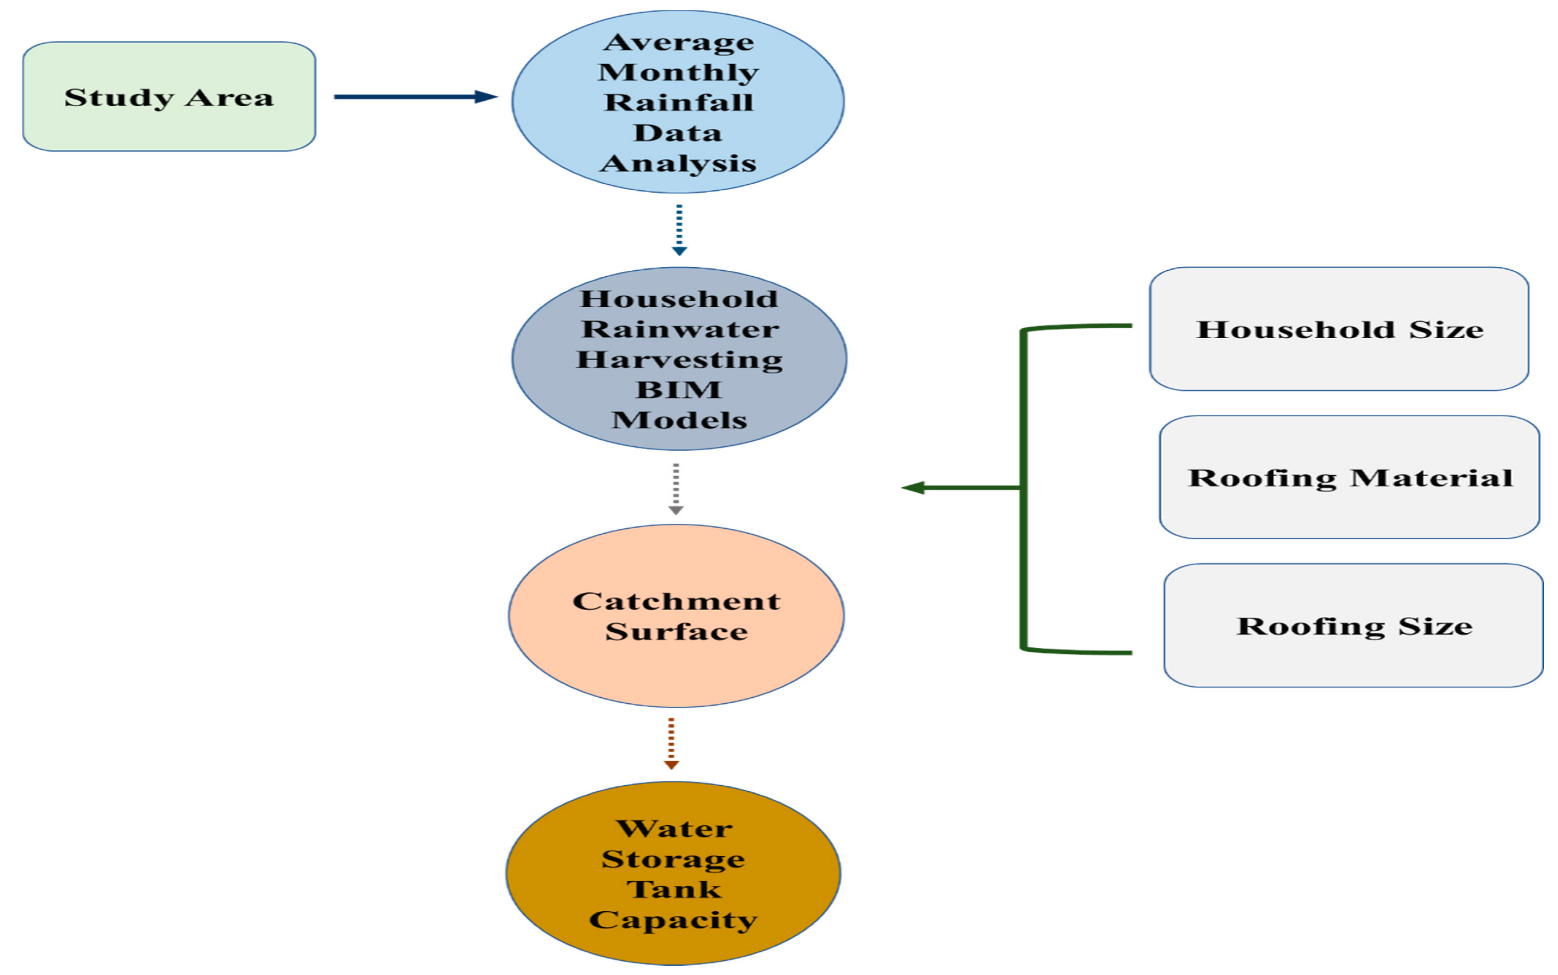 Study Area
Average
Monthly
Rainfall
Data
Analysis
Household
Rainwater
Harvesting
BIM
Models
Household Size
Roofing Material
Roofing Size
Catchment
Surface
Water
Storage
Tank
Capacity